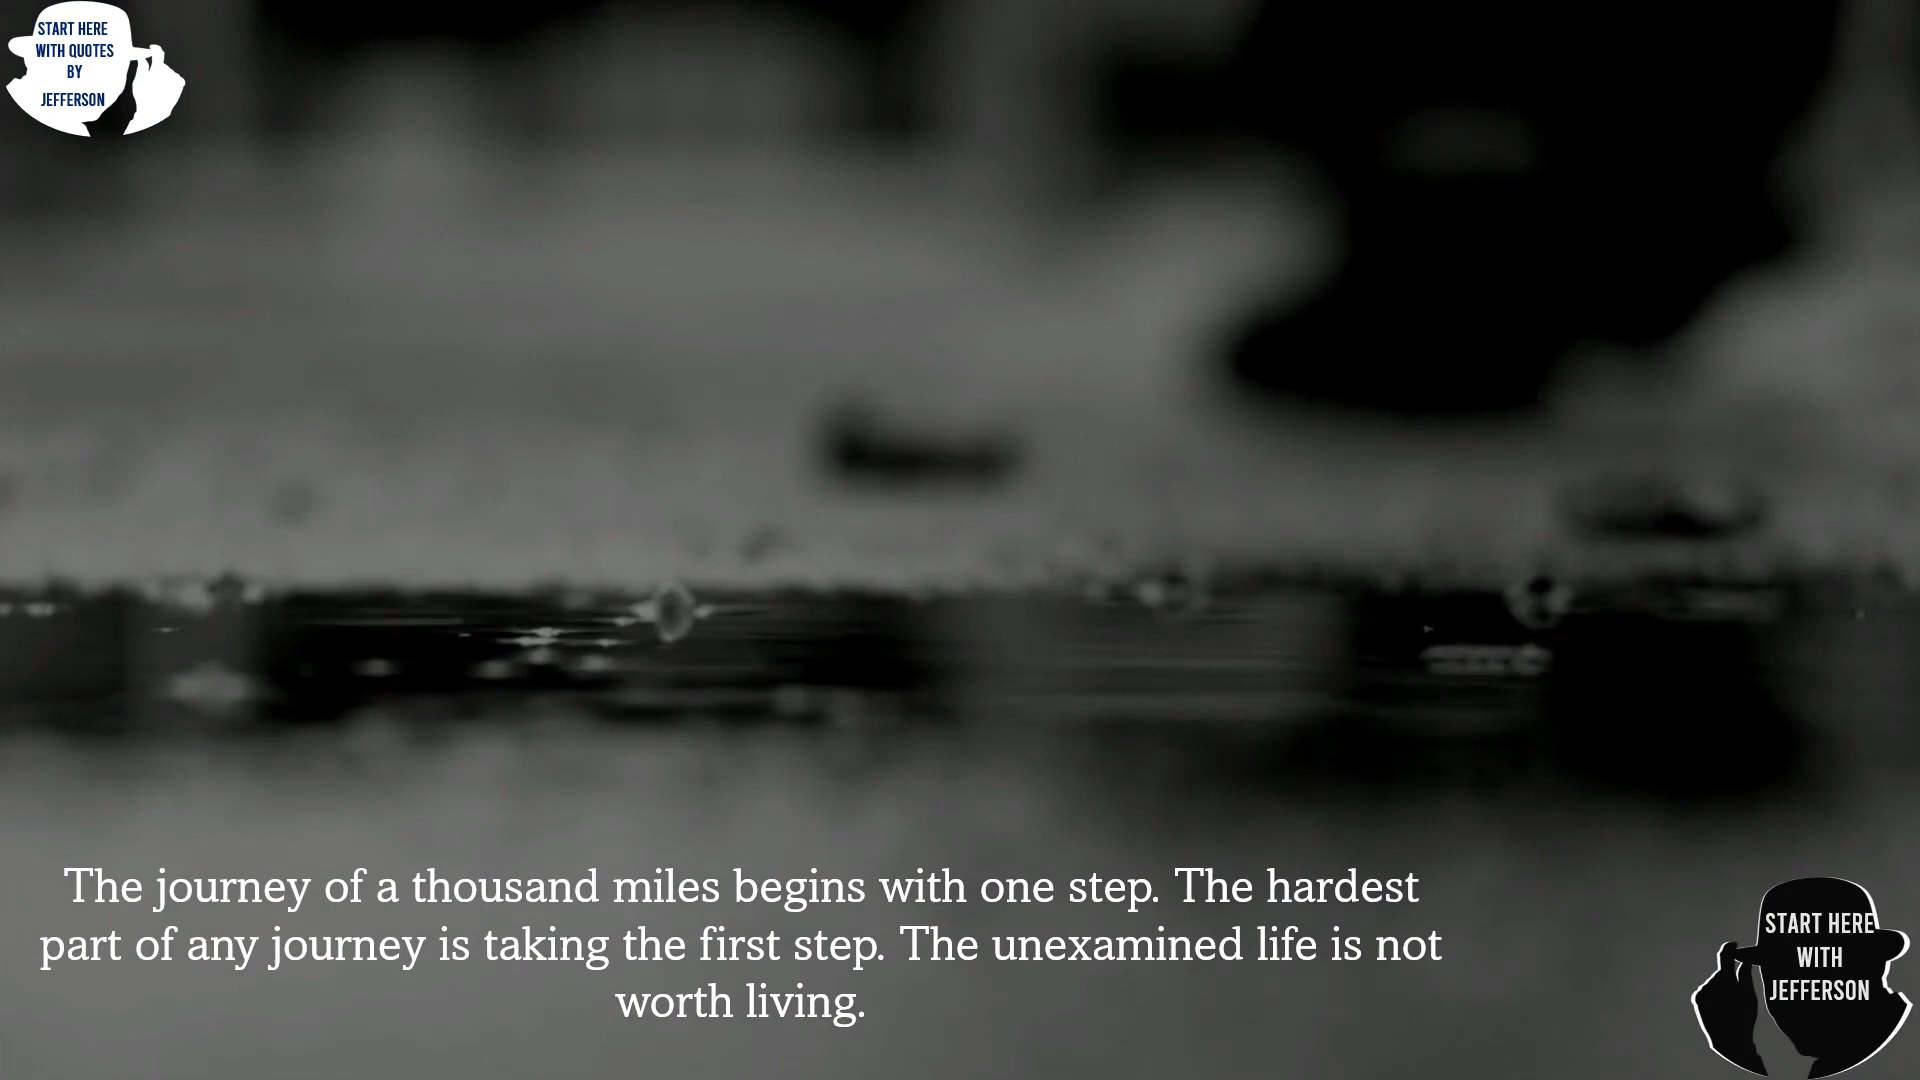 START HERE
WITH QUOTES
BY
JEFFERSON
The journey of a thousand miles begins with one step. The hardest
part of any journey is taking the first step. The unexamined life is not
worth living.
START HERE
WITH
JEFFERSON